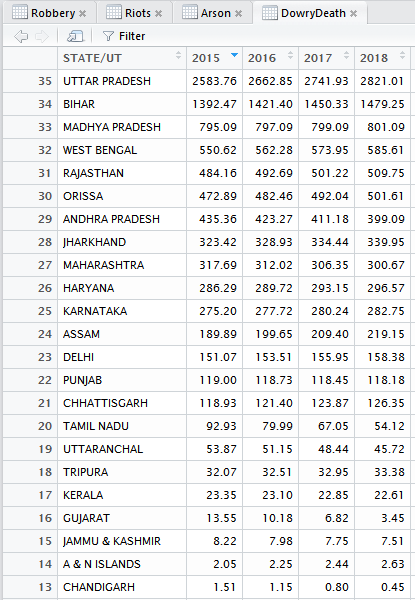 Robbery × Riots × Arson × DowryDeath ×
Filter
STATE/UT 2015 2016 2017 2018
35 UTTAR PRADESH 2583.76 2662.85 2741.93 2821.01
34 BIHAR 1392.47 1421.40 1450.33 1479.25
33 MADHYA PRADESH 795.09 797.09 799.09 801.09
32 WEST BENGAL 550.62 562.28 573.95 585.61
31 RAJASTHAN 484.16 492.69 501.22 509.75
30 ORISSA 472.89 482.46 492.04 501.61
29 ANDHRA PRADESH 435.36 423.27 411.18 399.09
28 JHARKHAND 323.42 328.93 334.44 339.95
27 MAHARASHTRA 317.69 312.02 306.35 300.67
26 HARYANA 286.29 289.72 293.15 296.57
25 KARNATAKA 275.20 277.72 280.24 282.75
24 ASSAM 189.89 199.65 209.40 219.15
23 DELHI 151.07 153.51 155.95 158.38
22 PUNJAB 119.00 118.73 118.45 118.18
21 CHHATTISGARH 118.93 121.40 123.87 126.35
20 TAMIL NADU 92.93 79.99 67.05 54.12
19 UTTARANCHAL 53.87 51.15 48.44 45.72
18 TRIPURA 32.07 32.51 32.95 33.38
17 KERALA 23.35 23.10 22.85 22.61
16 GUJARAT 13.55 10.18 6.82 3.45
15 JAMMU & KASHMIR 8.22 7.98 7.75 7.51
14 A & N ISLANDS 2.05 2.25 2.44 2.63
13 CHANDIGARH 1.51 1.15 0.80 0.45